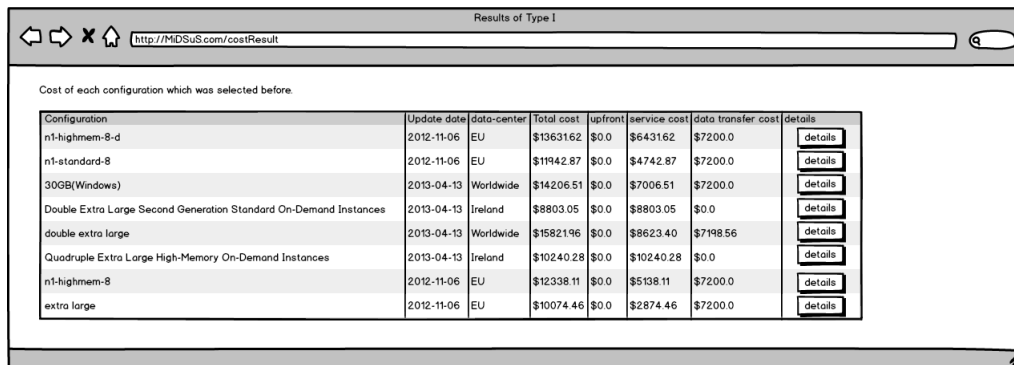 Results of Type I
http://MiDSuS.com/costResult
Cost of each configuration which was selected before.
Configuration Update date data-center Total cost upfront service cost data transfer cost details
n1-highmem-8-d 2012-11-06 EU $13631.62 $0.0 $6431.62 $7200.0 details
n1-standard-8 2012-11-06 EU $11942.87 $0.0 $4742.87 $7200.0 details
30GB(Windows) 2013-04-13 Worldwide $14206.51 $0.0 $7006.51 $7200.0 details
Double Extra Large Second Generation Standard On-Demand Instances 2013-04-13 Ireland $8803.05 $0.0 $8803.05 $0.0 details
double extra large 2013-04-13 Worldwide $15821.96 $0.0 $8623.40 $7198.56 details
Quadruple Extra Large High-Memory On-Demand Instances 2013-04-13 Ireland $10240.28 $0.0 $10240.28 $0.0 details
n1-highmem-8 2012-11-06 EU $12338.11 $0.0 $5138.11 $7200.0 details
extra large 2012-11-06 EU $10074.46 $0.0 $2874.46 $7200.0 details